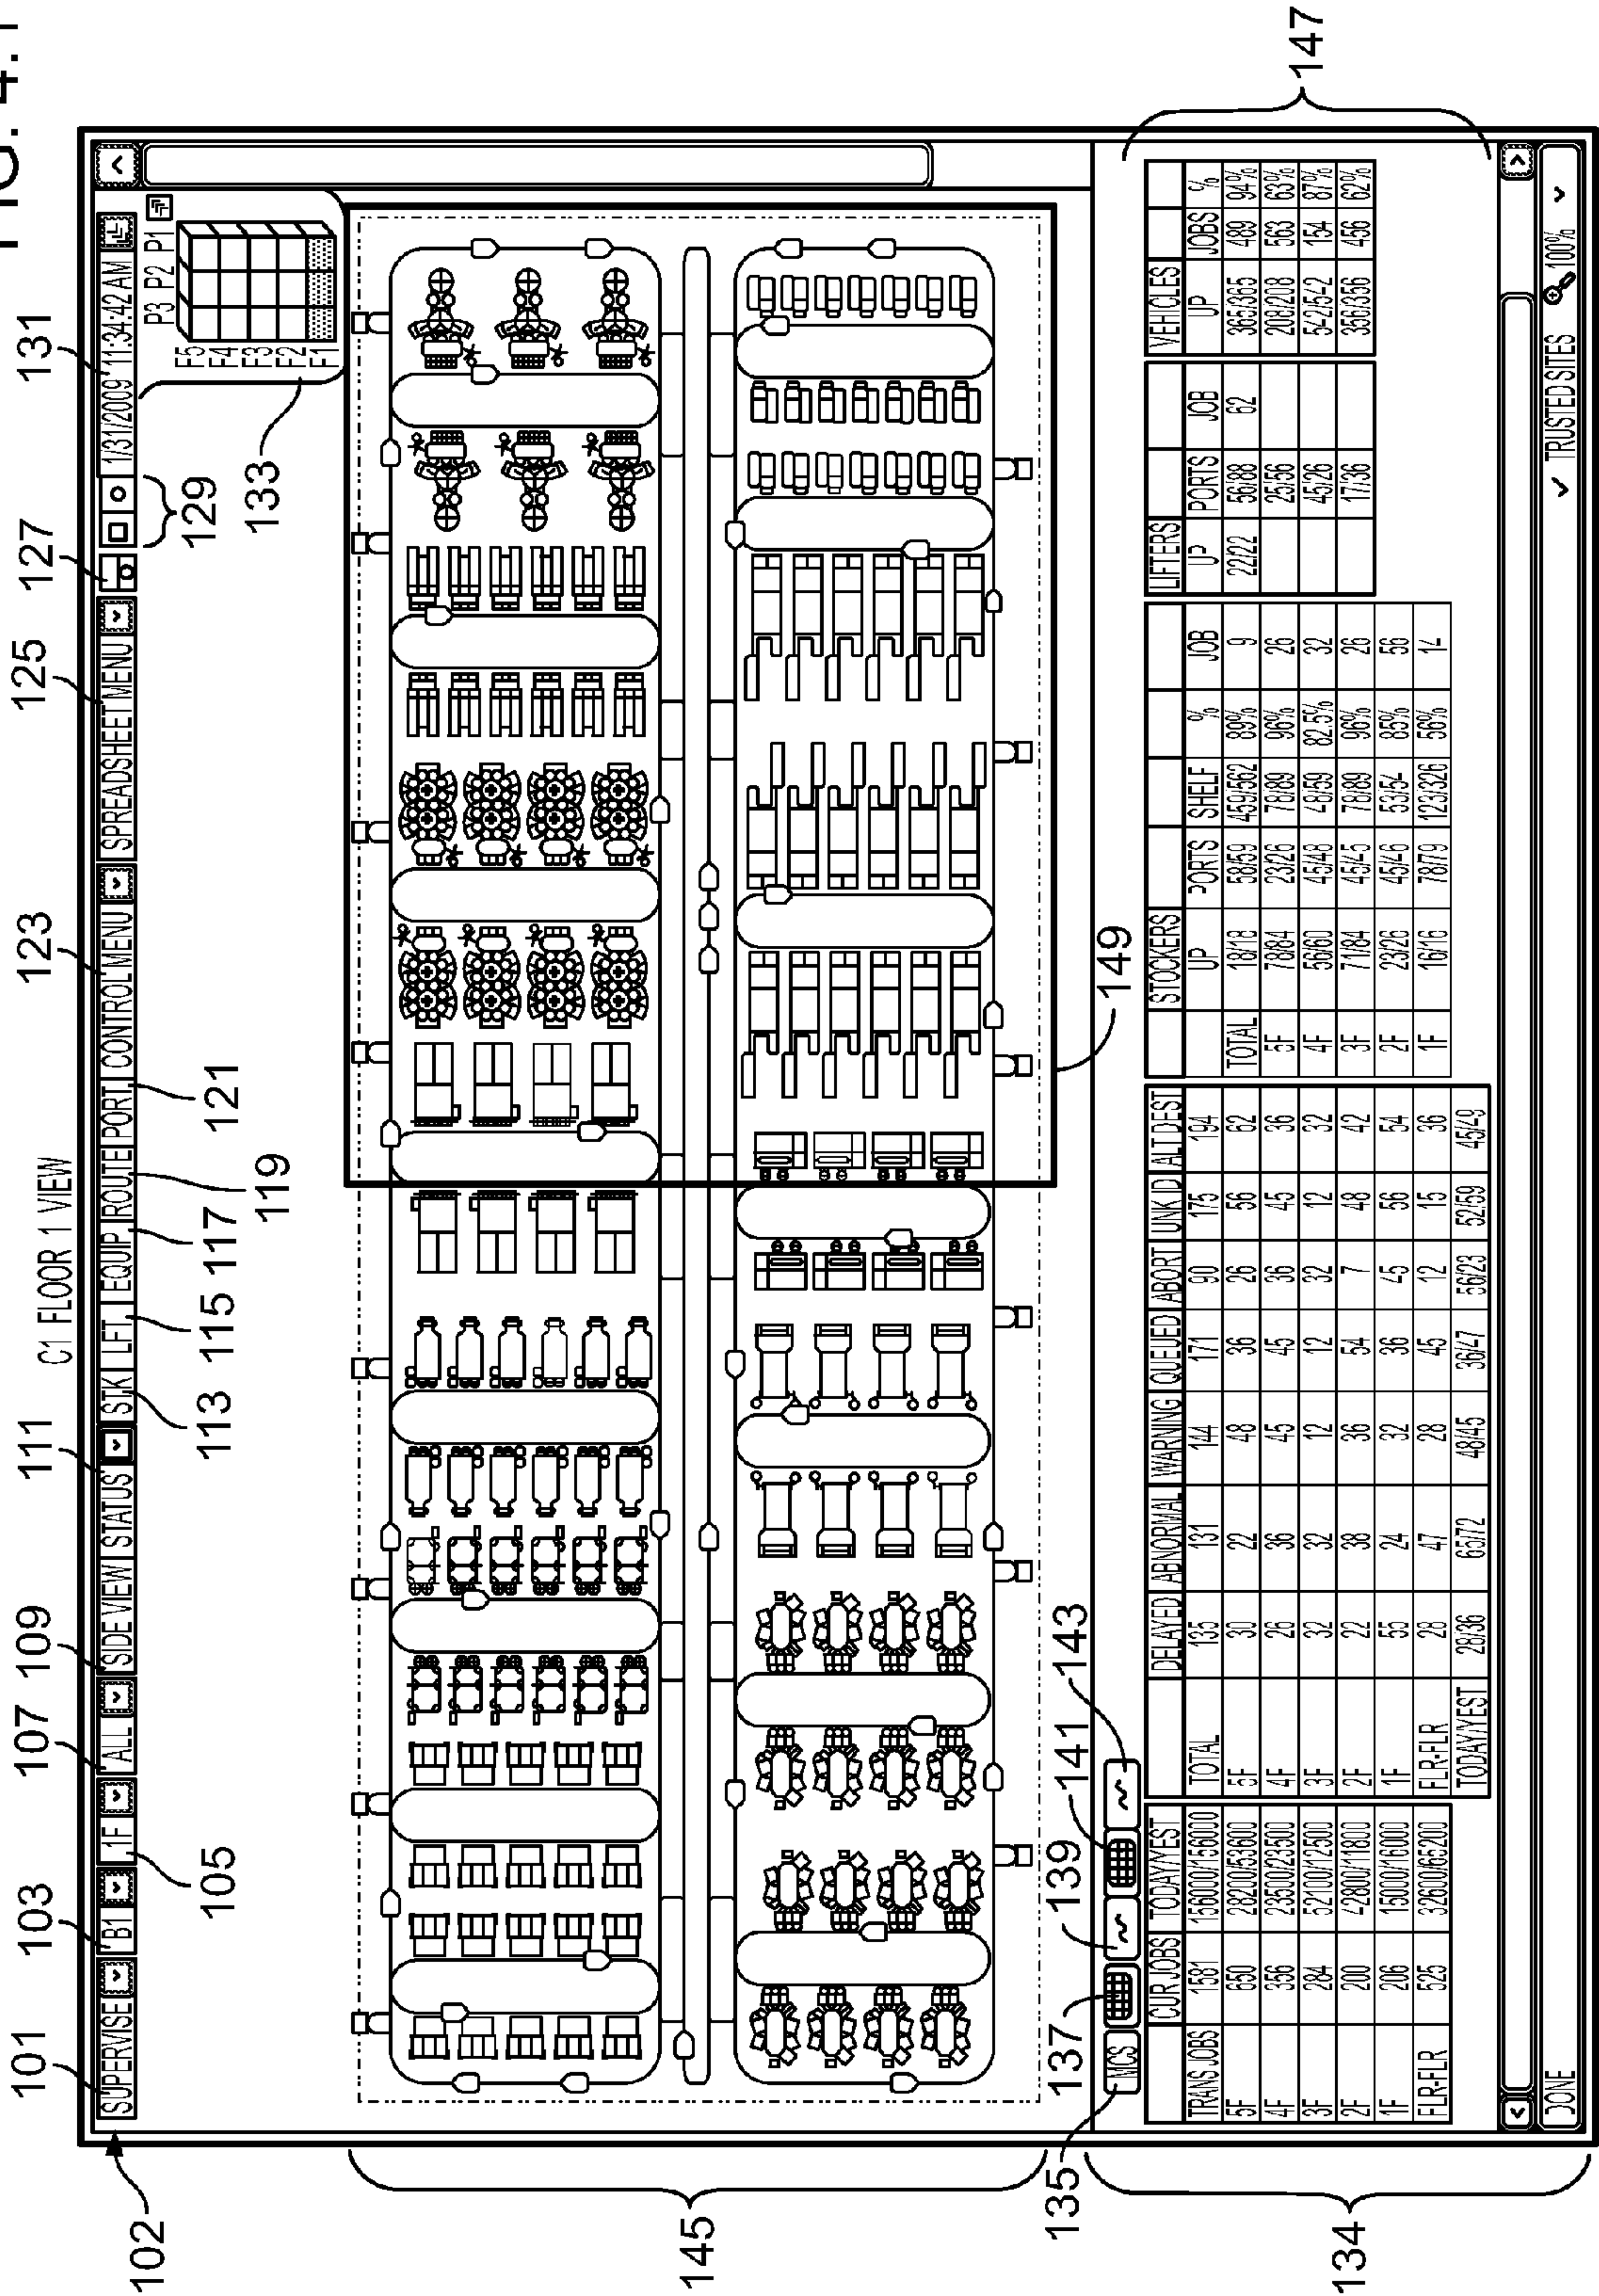 FIG. 4.1
C1 FLOOR 1 VIEW
101 103 107 109 111 123 125 127 131
SUPERVISE B1 1F ALL SIDE VIEW STATUS STK LFT. EQUIP ROUTE PORT CONTROL MENU SPREADSHEET MENU 1/31/2009 11:34:42 AM
102 105 113 115 117 119 121 129 133
P3 P2 P1
FF5
FF4
FF3
FF2
F1
145
149
135 137 139 141 143
MCS
134
147
TRANS JOBS CUR JOBS TODAY/YEST
1581 156000/156000
5F 650 2820/53600
4F 356 2350/23500
3F 284 52100/12500
2F 200 42800/11800
1F 206 15000/16000
FLR-FLR 525 32600/65200
DELAYED ABNORMAL WARNING QUEUED ABORT UNK ID ALT DEST
TOTAL 135 131 144 171 90 175 194
5F 30 22 48 36 26 56 62
4F 26 36 45 45 36 45 36
3F 32 32 12 12 32 12 32
2F 22 38 36 54 7 48 42
1F 55 24 32 36 45 56 54
FLR-FLR 28 47 28 45 12 15 36
TODAY/YEST 28/36 65/72 48/45 36/47 56/23 52/59 45/49
STOCKERS
UP PORTS SHELF % JOB
TOTAL 18/18 58/59 459/562 89% 9
5F 78/84 23/26 78/89 96% 26
4F 56/60 45/48 48/59 82.5% 32
3F 71/84 45/45 78/89 96% 26
2F 23/26 45/46 53/54 85% 56
1F 16/16 78/79 123/326 56% 14
LIFTERS
UP PORTS JOB
22/22 56/88 62
25/56
45/26
17/36
VEHICLES
UP JOBS %
365/365 489 94%
208/208 563 63%
542/542 154 87%
356/356 456 62%
DONE TRUSTED SITES 100%